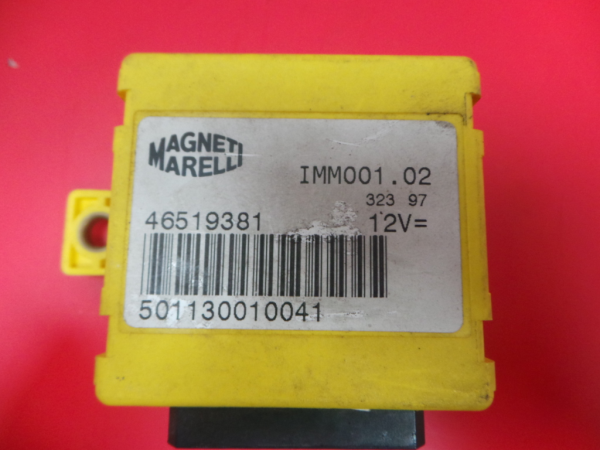 MAGNETI
MARELLI
IMM001.02
323 97
46519381 12V=
501130010041